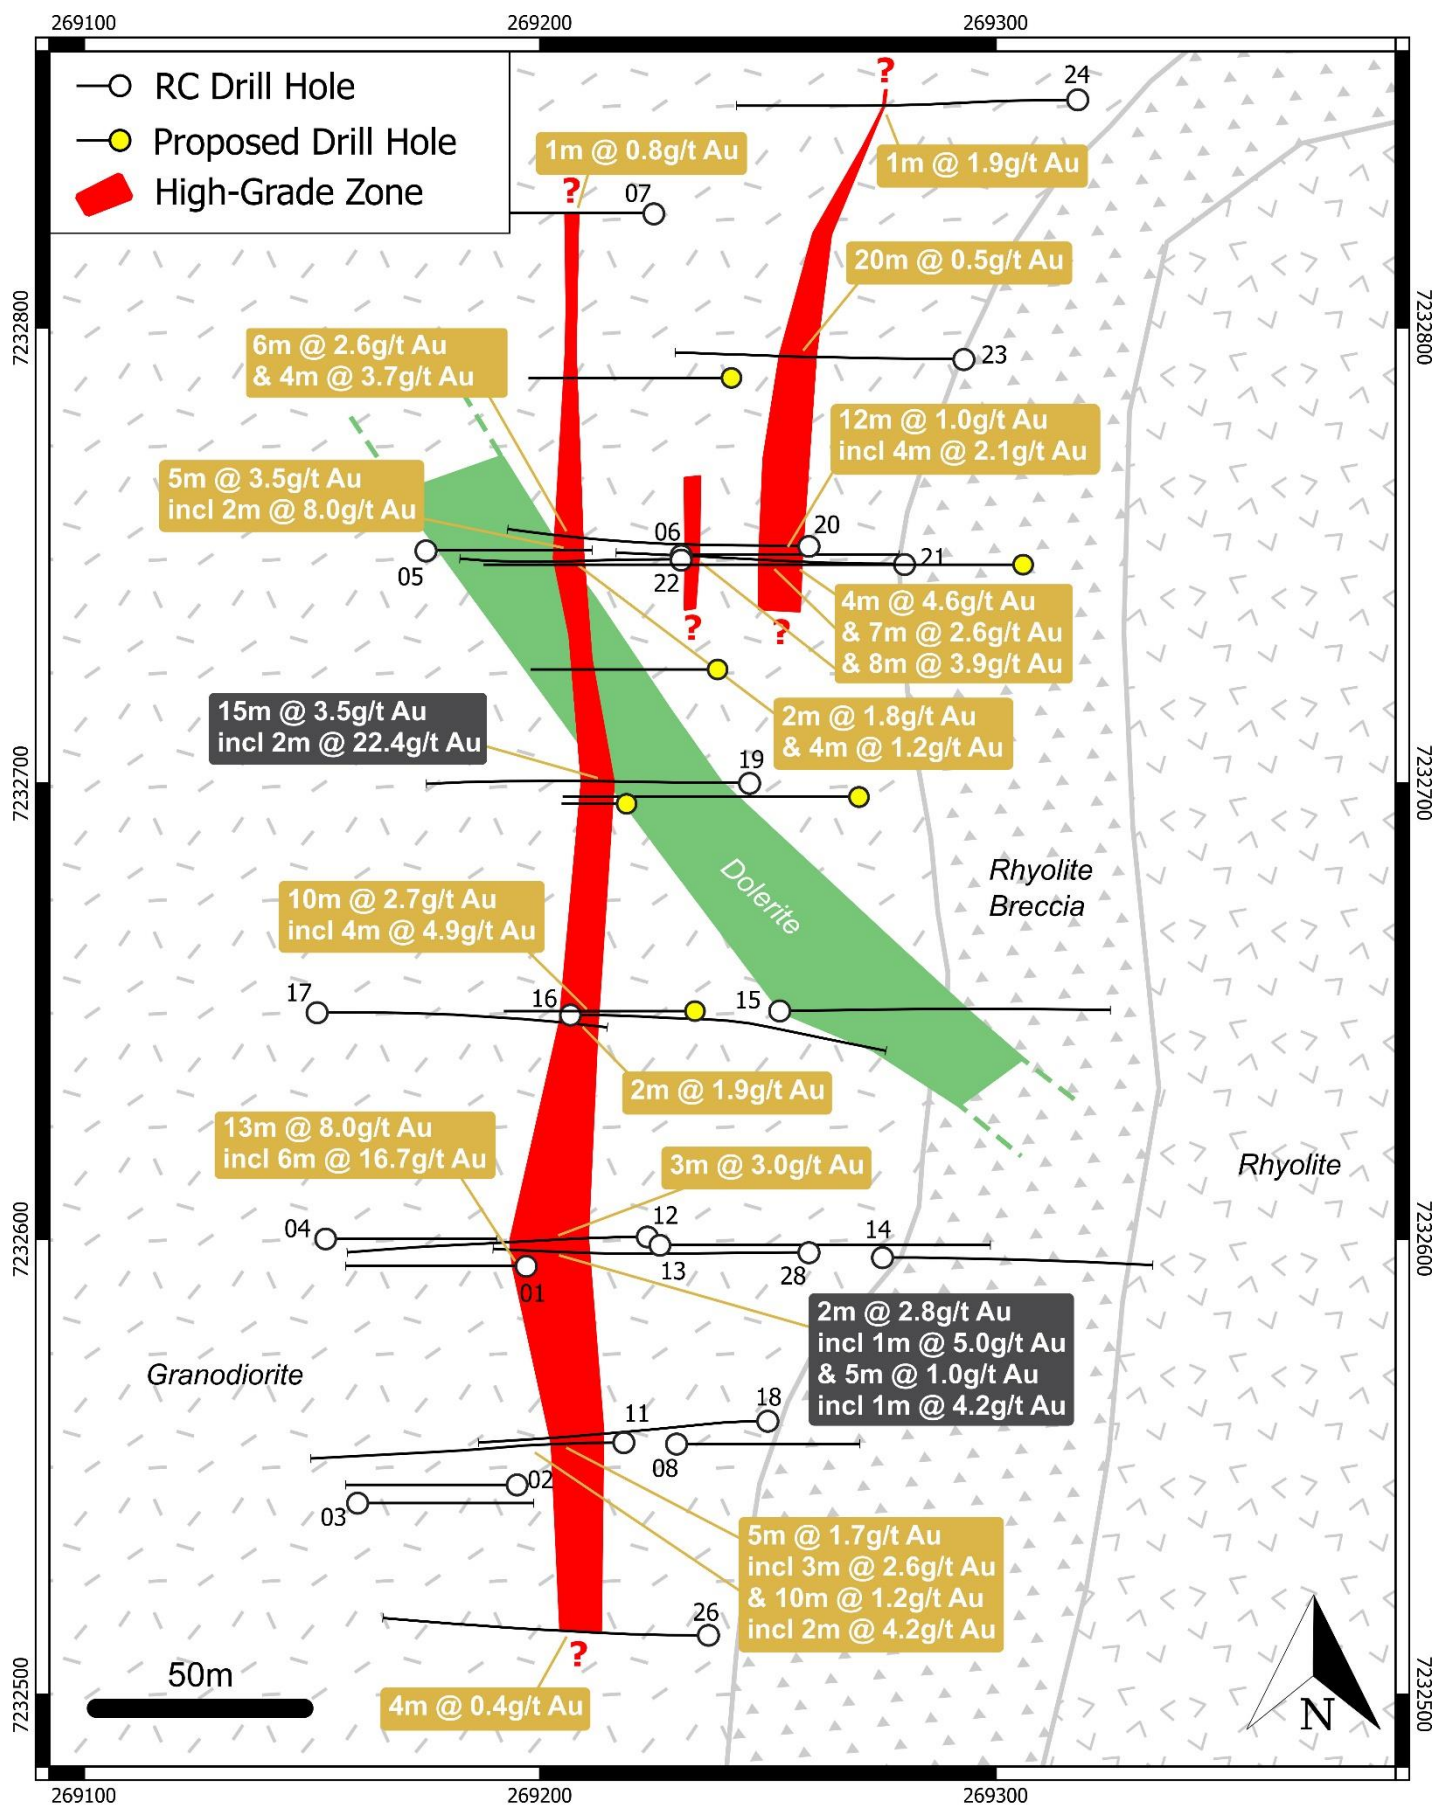 269100
269200
269300
RC Drill Hole
Proposed Drill Hole
High-Grade Zone
?
24
1m @ 0.8g/t Au
1m @ 1.9g/t Au
?
07
20m @ 0.5g/t Au
7232800
7232800
6m @ 2.6g/t Au
& 4m @ 3.7g/t Au
23
12m @ 1.0g/t Au
incl 4m @ 2.1g/t Au
5m @ 3.5g/t Au
incl 2m @ 8.0g/t Au
06
20
21
05
22
?
?
4m @ 4.6g/t Au
& 7m @ 2.6g/t Au
& 8m @ 3.9g/t Au
15m @ 3.5g/t Au
incl 2m @ 22.4g/t Au
2m @ 1.8g/t Au
& 4m @ 1.2g/t Au
19
7232700
7232700
Dolerite
Rhyolite
Breccia
10m @ 2.7g/t Au
incl 4m @ 4.9g/t Au
17
16
15
2m @ 1.9g/t Au
13m @ 8.0g/t Au
incl 6m @ 16.7g/t Au
3m @ 3.0g/t Au
Rhyolite
04
12
14
7232600
7232600
13
28
01
2m @ 2.8g/t Au
incl 1m @ 5.0g/t Au
& 5m @ 1.0g/t Au
incl 1m @ 4.2g/t Au
Granodiorite
18
11
08
02
03
5m @ 1.7g/t Au
incl 3m @ 2.6g/t Au
& 10m @ 1.2g/t Au
incl 2m @ 4.2g/t Au
26
?
50m
4m @ 0.4g/t Au
N
7232500
7232500
269100
269200
269300